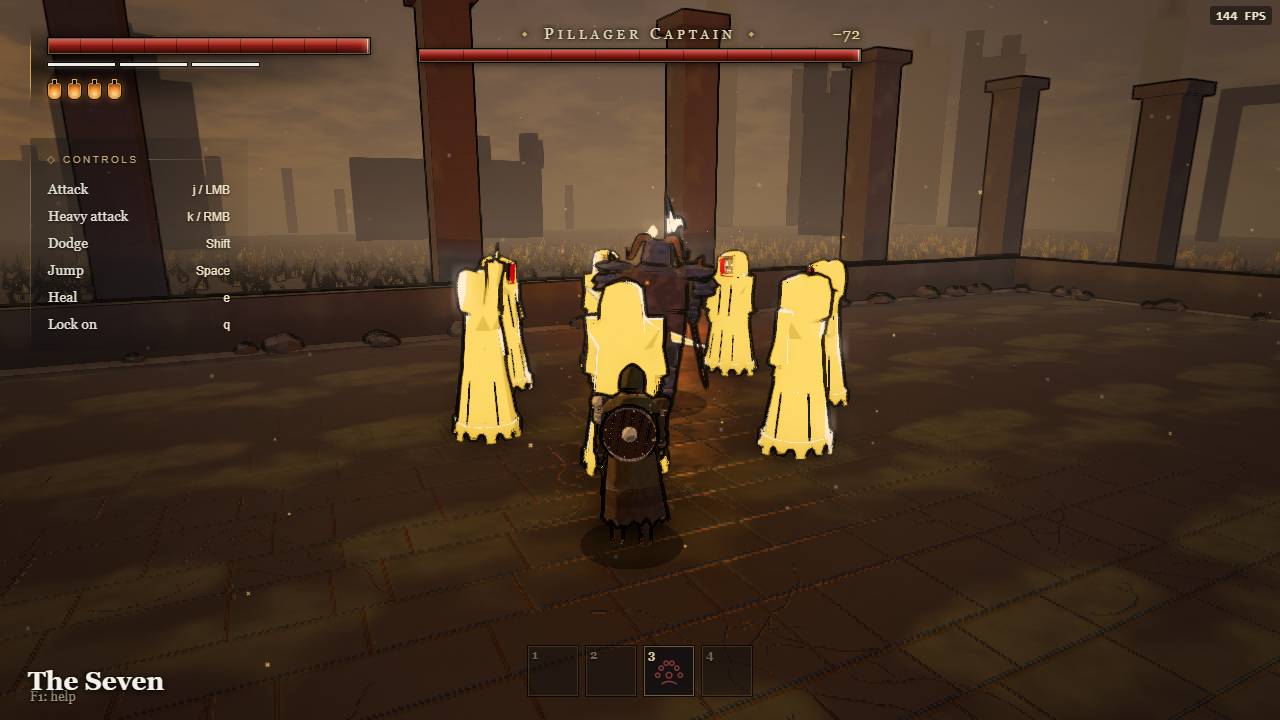 144 FPS
PILLAGER CAPTAIN
−72
CONTROLS
Attack j / LMB
Heavy attack k / RMB
Dodge Shift
Jump Space
Heal e
Lock on q
1 2 3 4
The Seven
F1: help